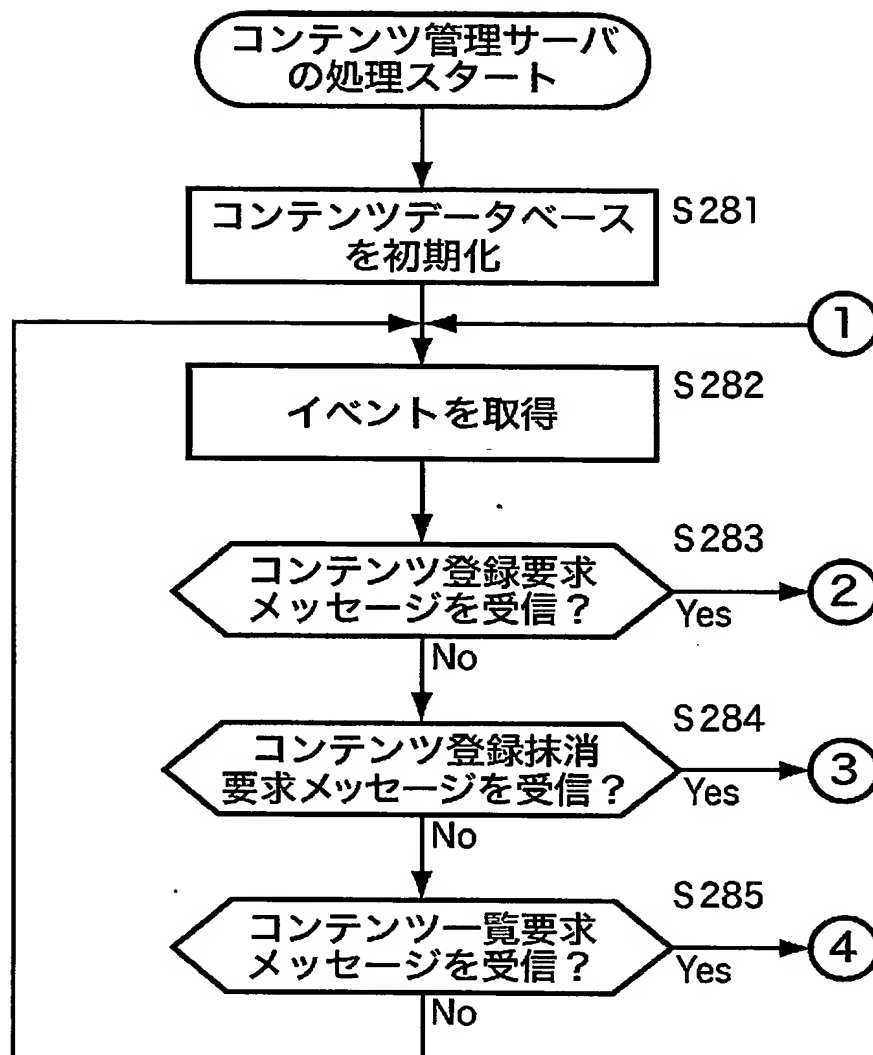 コンテンツ管理サーバ
の処理スタート
コンテンツデータベース
を初期化
S281
1
イベントを取得
S282
コンテンツ登録要求
メッセージを受信？
S283
Yes
2
No
コンテンツ登録抹消
要求メッセージを受信？
S284
Yes
3
No
コンテンツ一覧要求
メッセージを受信？
S285
Yes
4
No